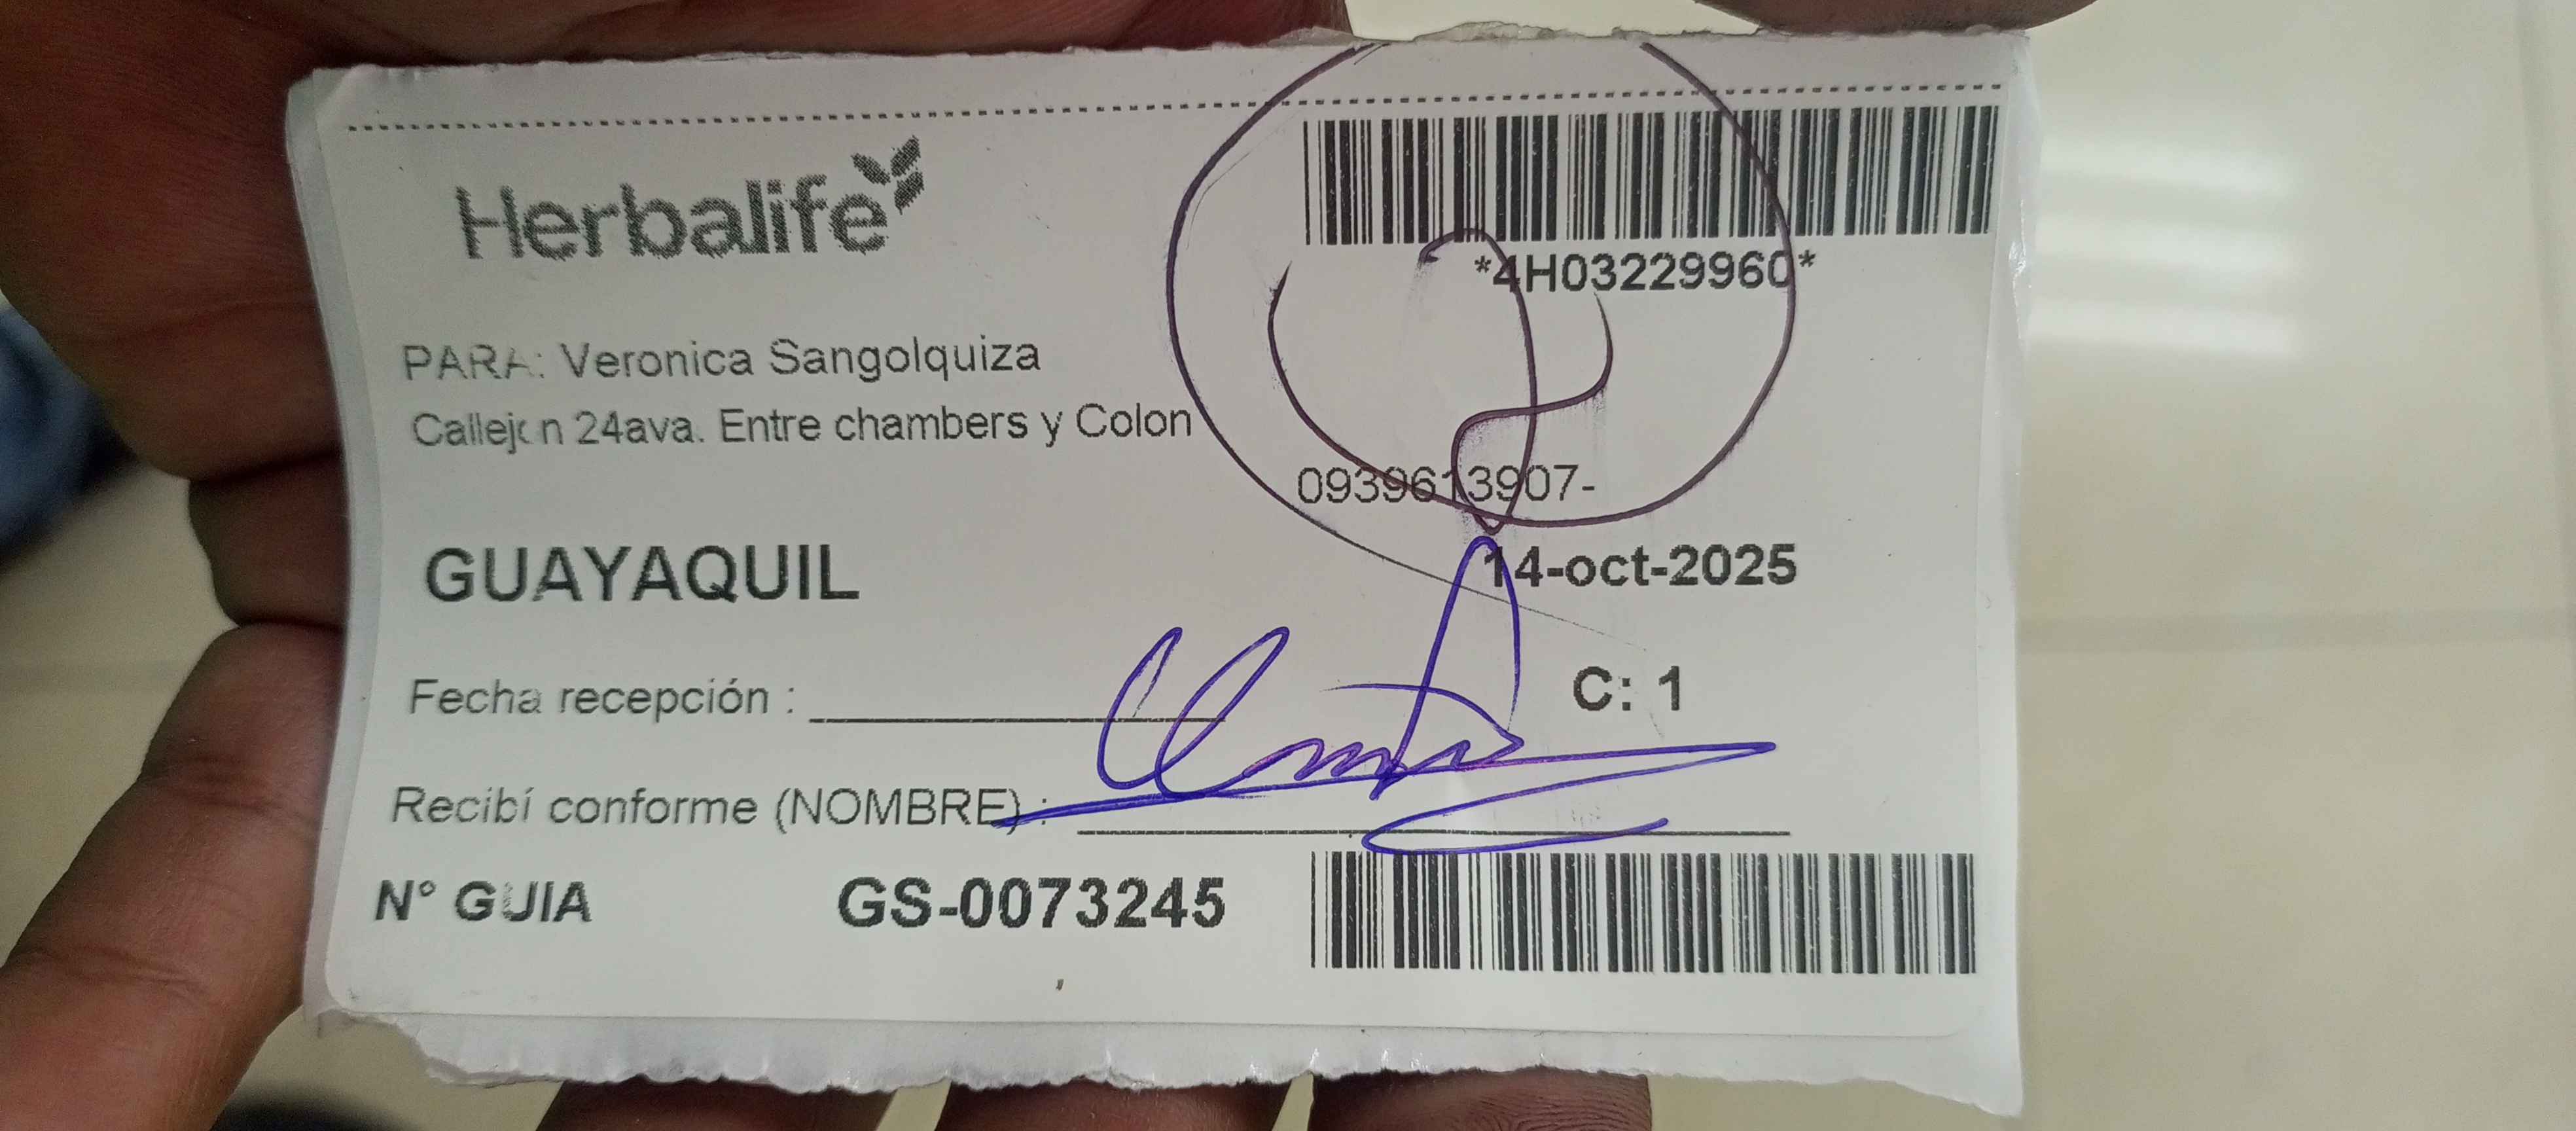 Herbalife
*4H03229960*
PARA: Veronica Sangolquiza
Callejon 24ava. Entre chambers y Colon
0939613907-
GUAYAQUIL
14-oct-2025
Fecha recepción :
C: 1
Recibí conforme (NOMBRE) :
N° GUIA GS-0073245